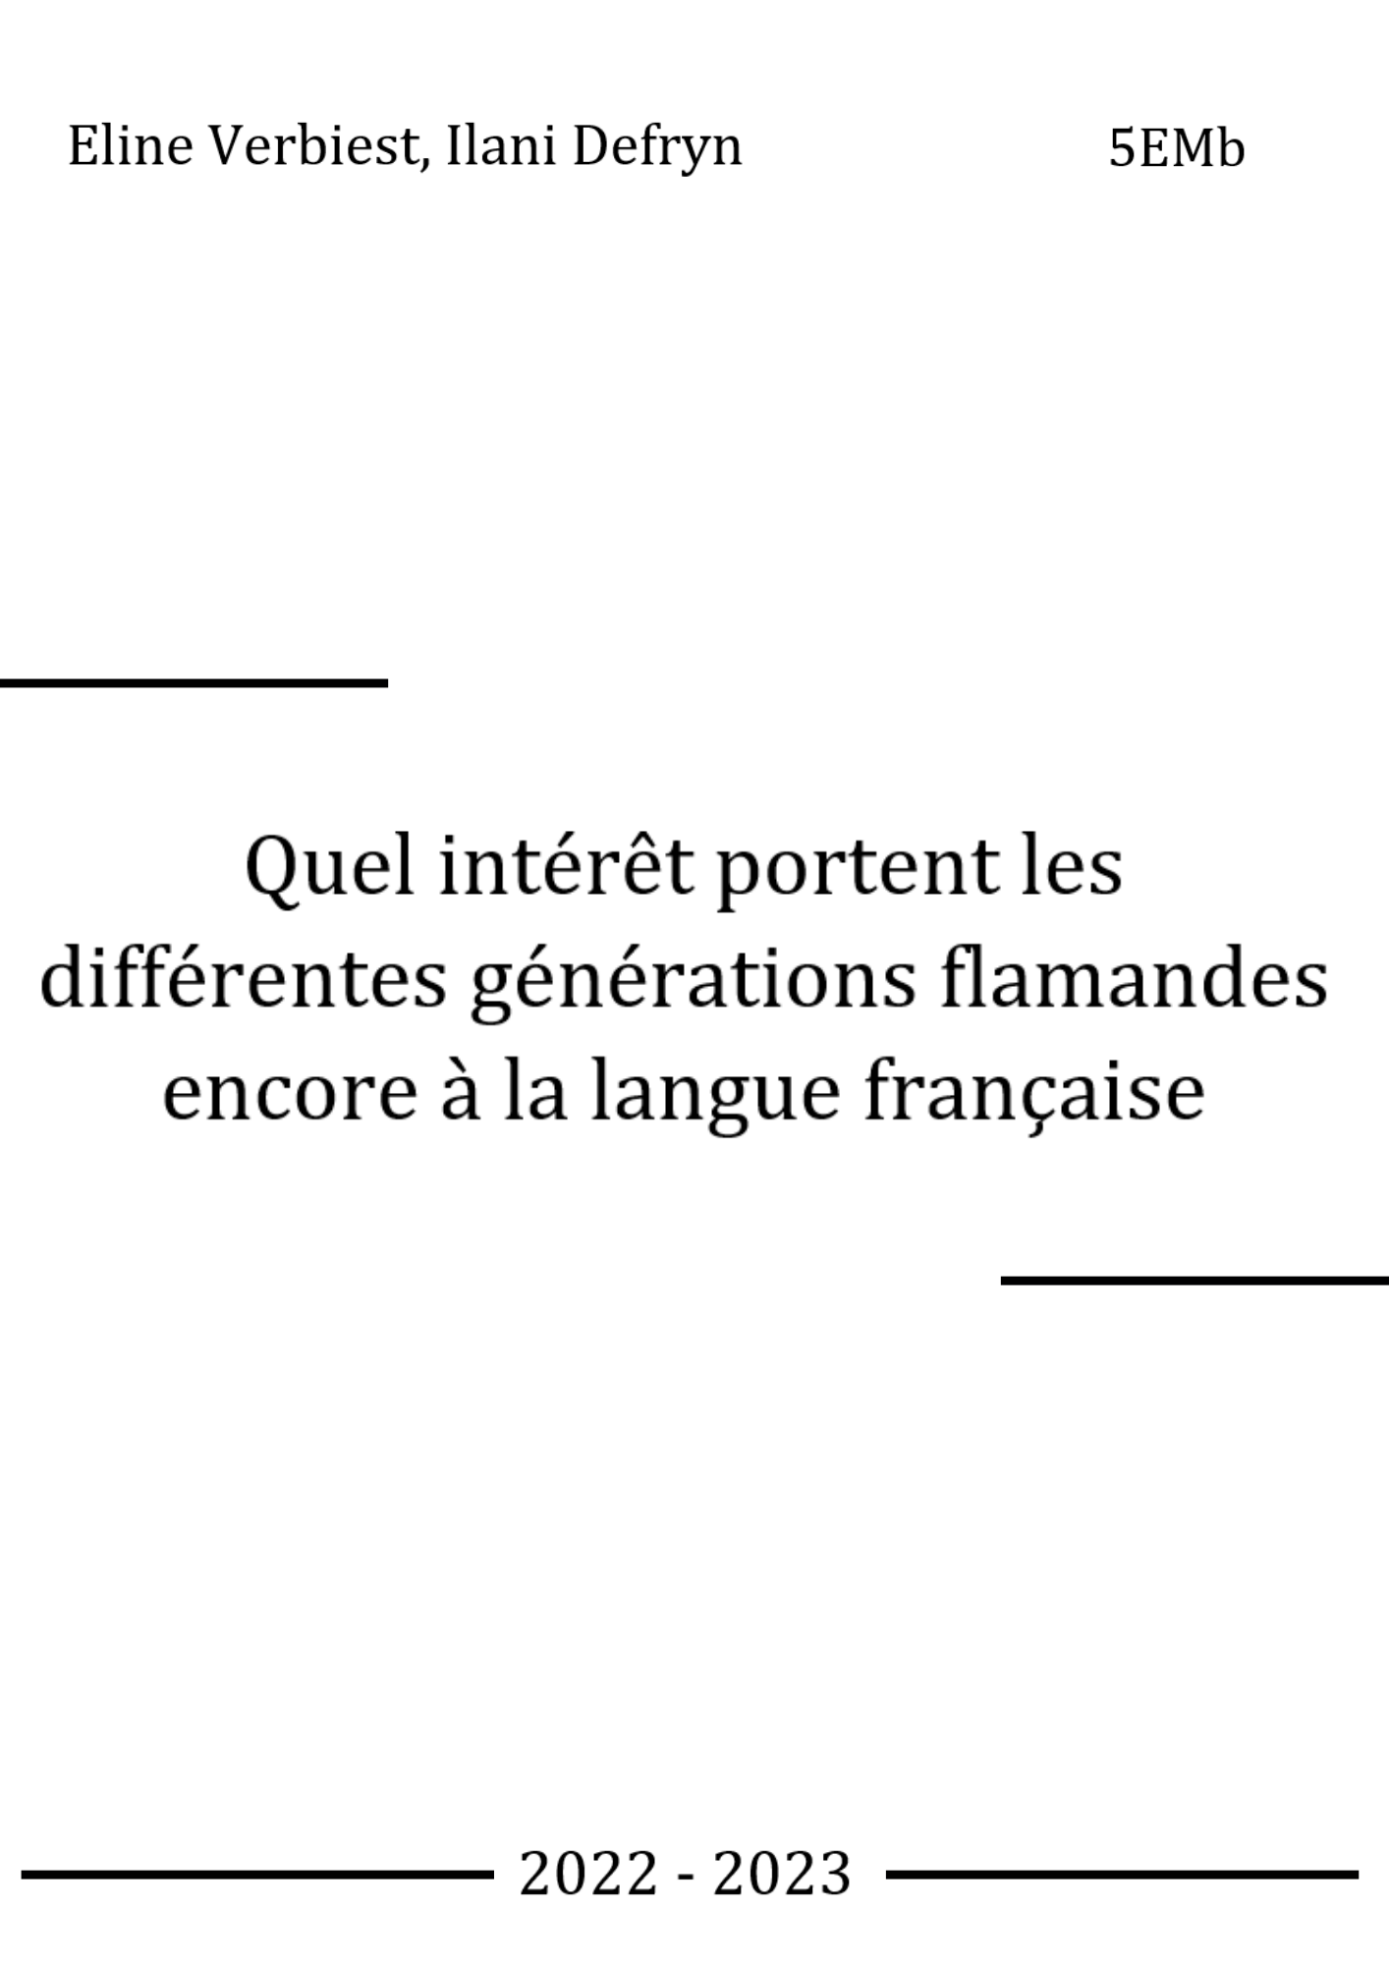 Eline Verbiest, Ilani Defryn 5EMb
Quel intérêt portent les
différentes générations flamandes
encore à la langue française
2022 - 2023